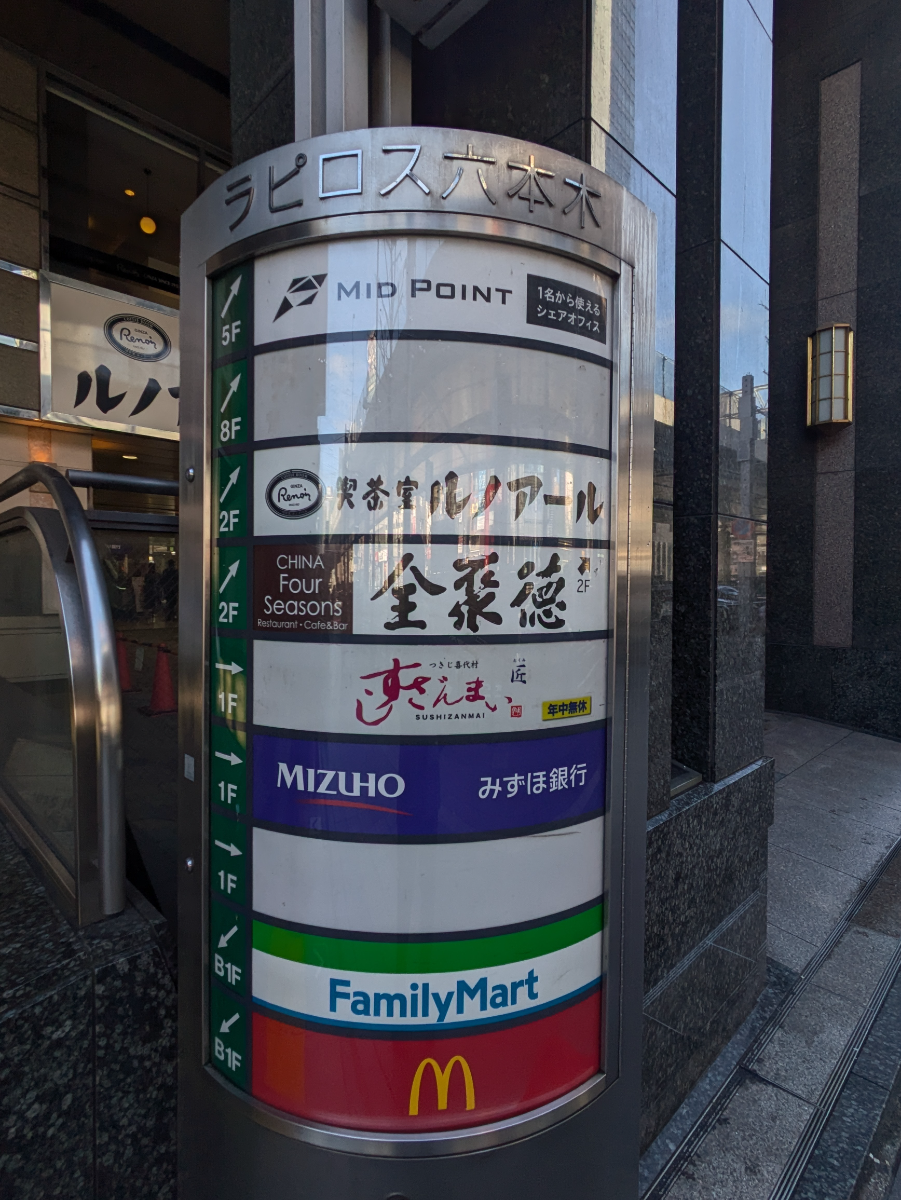 ラピロス六本木
5F
MID POINT
1名から使える
シェアオフィス
8F
2F
GINZA
Renoir
喫茶室ルノアール
2F
CHINA
Four
Seasons
Restaurant・Cafe&Bar
全聚德
2F
1F
つきじ喜代村
すしざんまい
匠
SUSHIZANMAI
年中無休
1F
MIZUHO
みずほ銀行
1F
B1F
FamilyMart
B1F
M
Renoir
ルノ